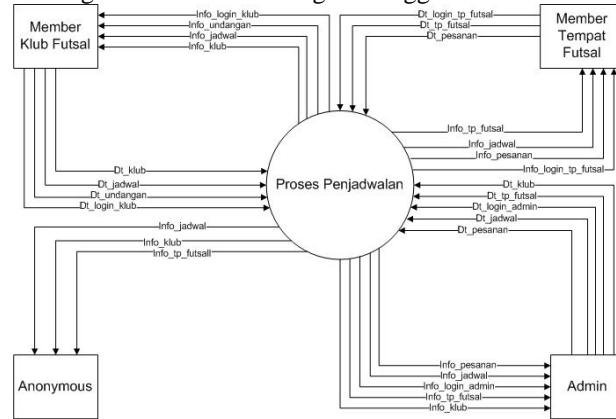 Info_login_klub
Info_undangan
Info_jadwal
Info_klub
Member
Klub Futsal
Dt_login_tp_futsal
Dt_tp_futsal
Dt_pesanan
Member
Tempat
Futsal
Info_tp_futsal
Info_jadwal
Info_pesanan
Info_login_tp_futsal
Proses Penjadwalan
Dt_klub
Dt_jadwal
Dt_undangan
Dt_login_klub
Dt_klub
Dt_tp_futsal
Dt_login_admin
Dt_jadwal
Dt_pesanan
Info_jadwal
Info_klub
Info_tp_futsall
Anonymous
Info_pesanan
Info_jadwal
Info_login_admin
Info_tp_futsal
Info_klub
Admin